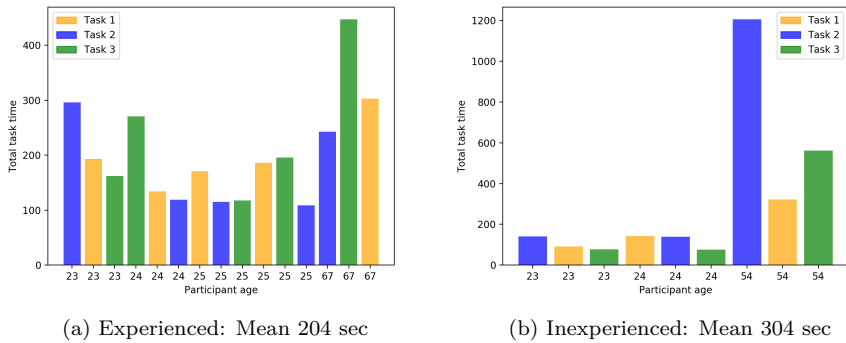 Total task time
400
300
200
100
0
Task 1
Task 2
Task 3
23 23 23 24 24 24 25 25 25 25 25 25 67 67 67
Participant age
(a) Experienced: Mean 204 sec
Total task time
1200
1000
800
600
400
200
0
Task 1
Task 2
Task 3
23 23 23 24 24 24 54 54 54
Participant age
(b) Inexperienced: Mean 304 sec